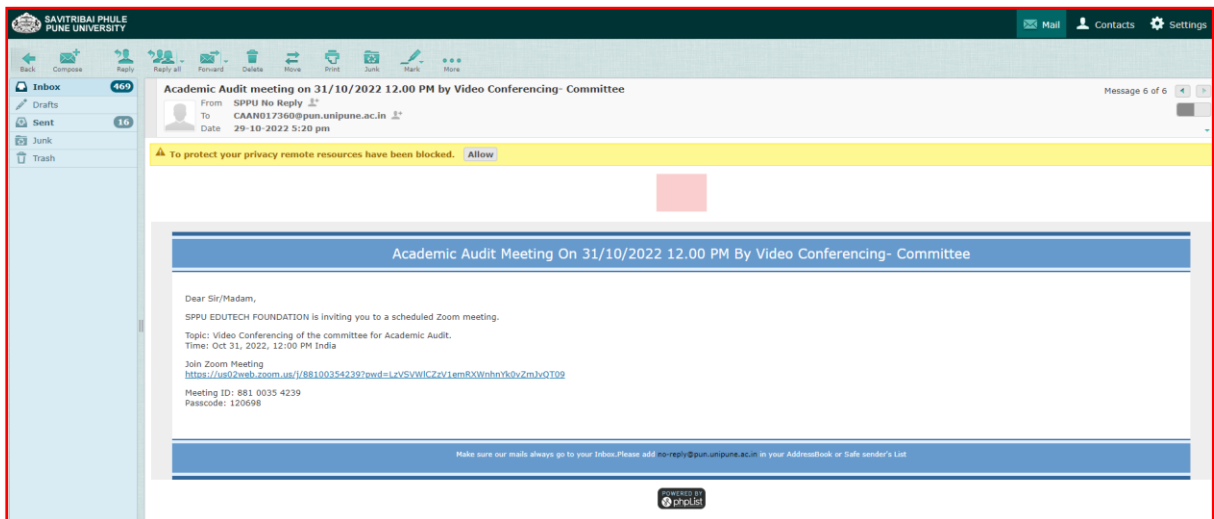 SAVITRIBAI PHULE
PUNE UNIVERSITY
Mail Contacts Settings
Back Compose Reply Reply all Forward Delete Move Print Junk Mark More
Inbox 469
Drafts
Sent 16
Junk
Trash
Academic Audit meeting on 31/10/2022 12.00 PM by Video Conferencing- Committee
Message 6 of 6
From SPPU No Reply
To CAAN017360@pun.unipune.ac.in
Date 29-10-2022 5:20 pm
To protect your privacy remote resources have been blocked. Allow
Academic Audit Meeting On 31/10/2022 12.00 PM By Video Conferencing- Committee
Dear Sir/Madam,
SPPU EDUTECH FOUNDATION is inviting you to a scheduled Zoom meeting.
Topic: Video Conferencing of the committee for Academic Audit.
Time: Oct 31, 2022, 12:00 PM India
Join Zoom Meeting
https://us02web.zoom.us/j/88100354239?pwd=LzVSVWlCZzV1emRXWnhnYk0vZmJvQT09
Meeting ID: 881 0035 4239
Passcode: 120698
Make sure our mails always go to your Inbox.Please add no-reply@pun.unipune.ac.in in your AddressBook or Safe sender's List
POWERED BY
phpList